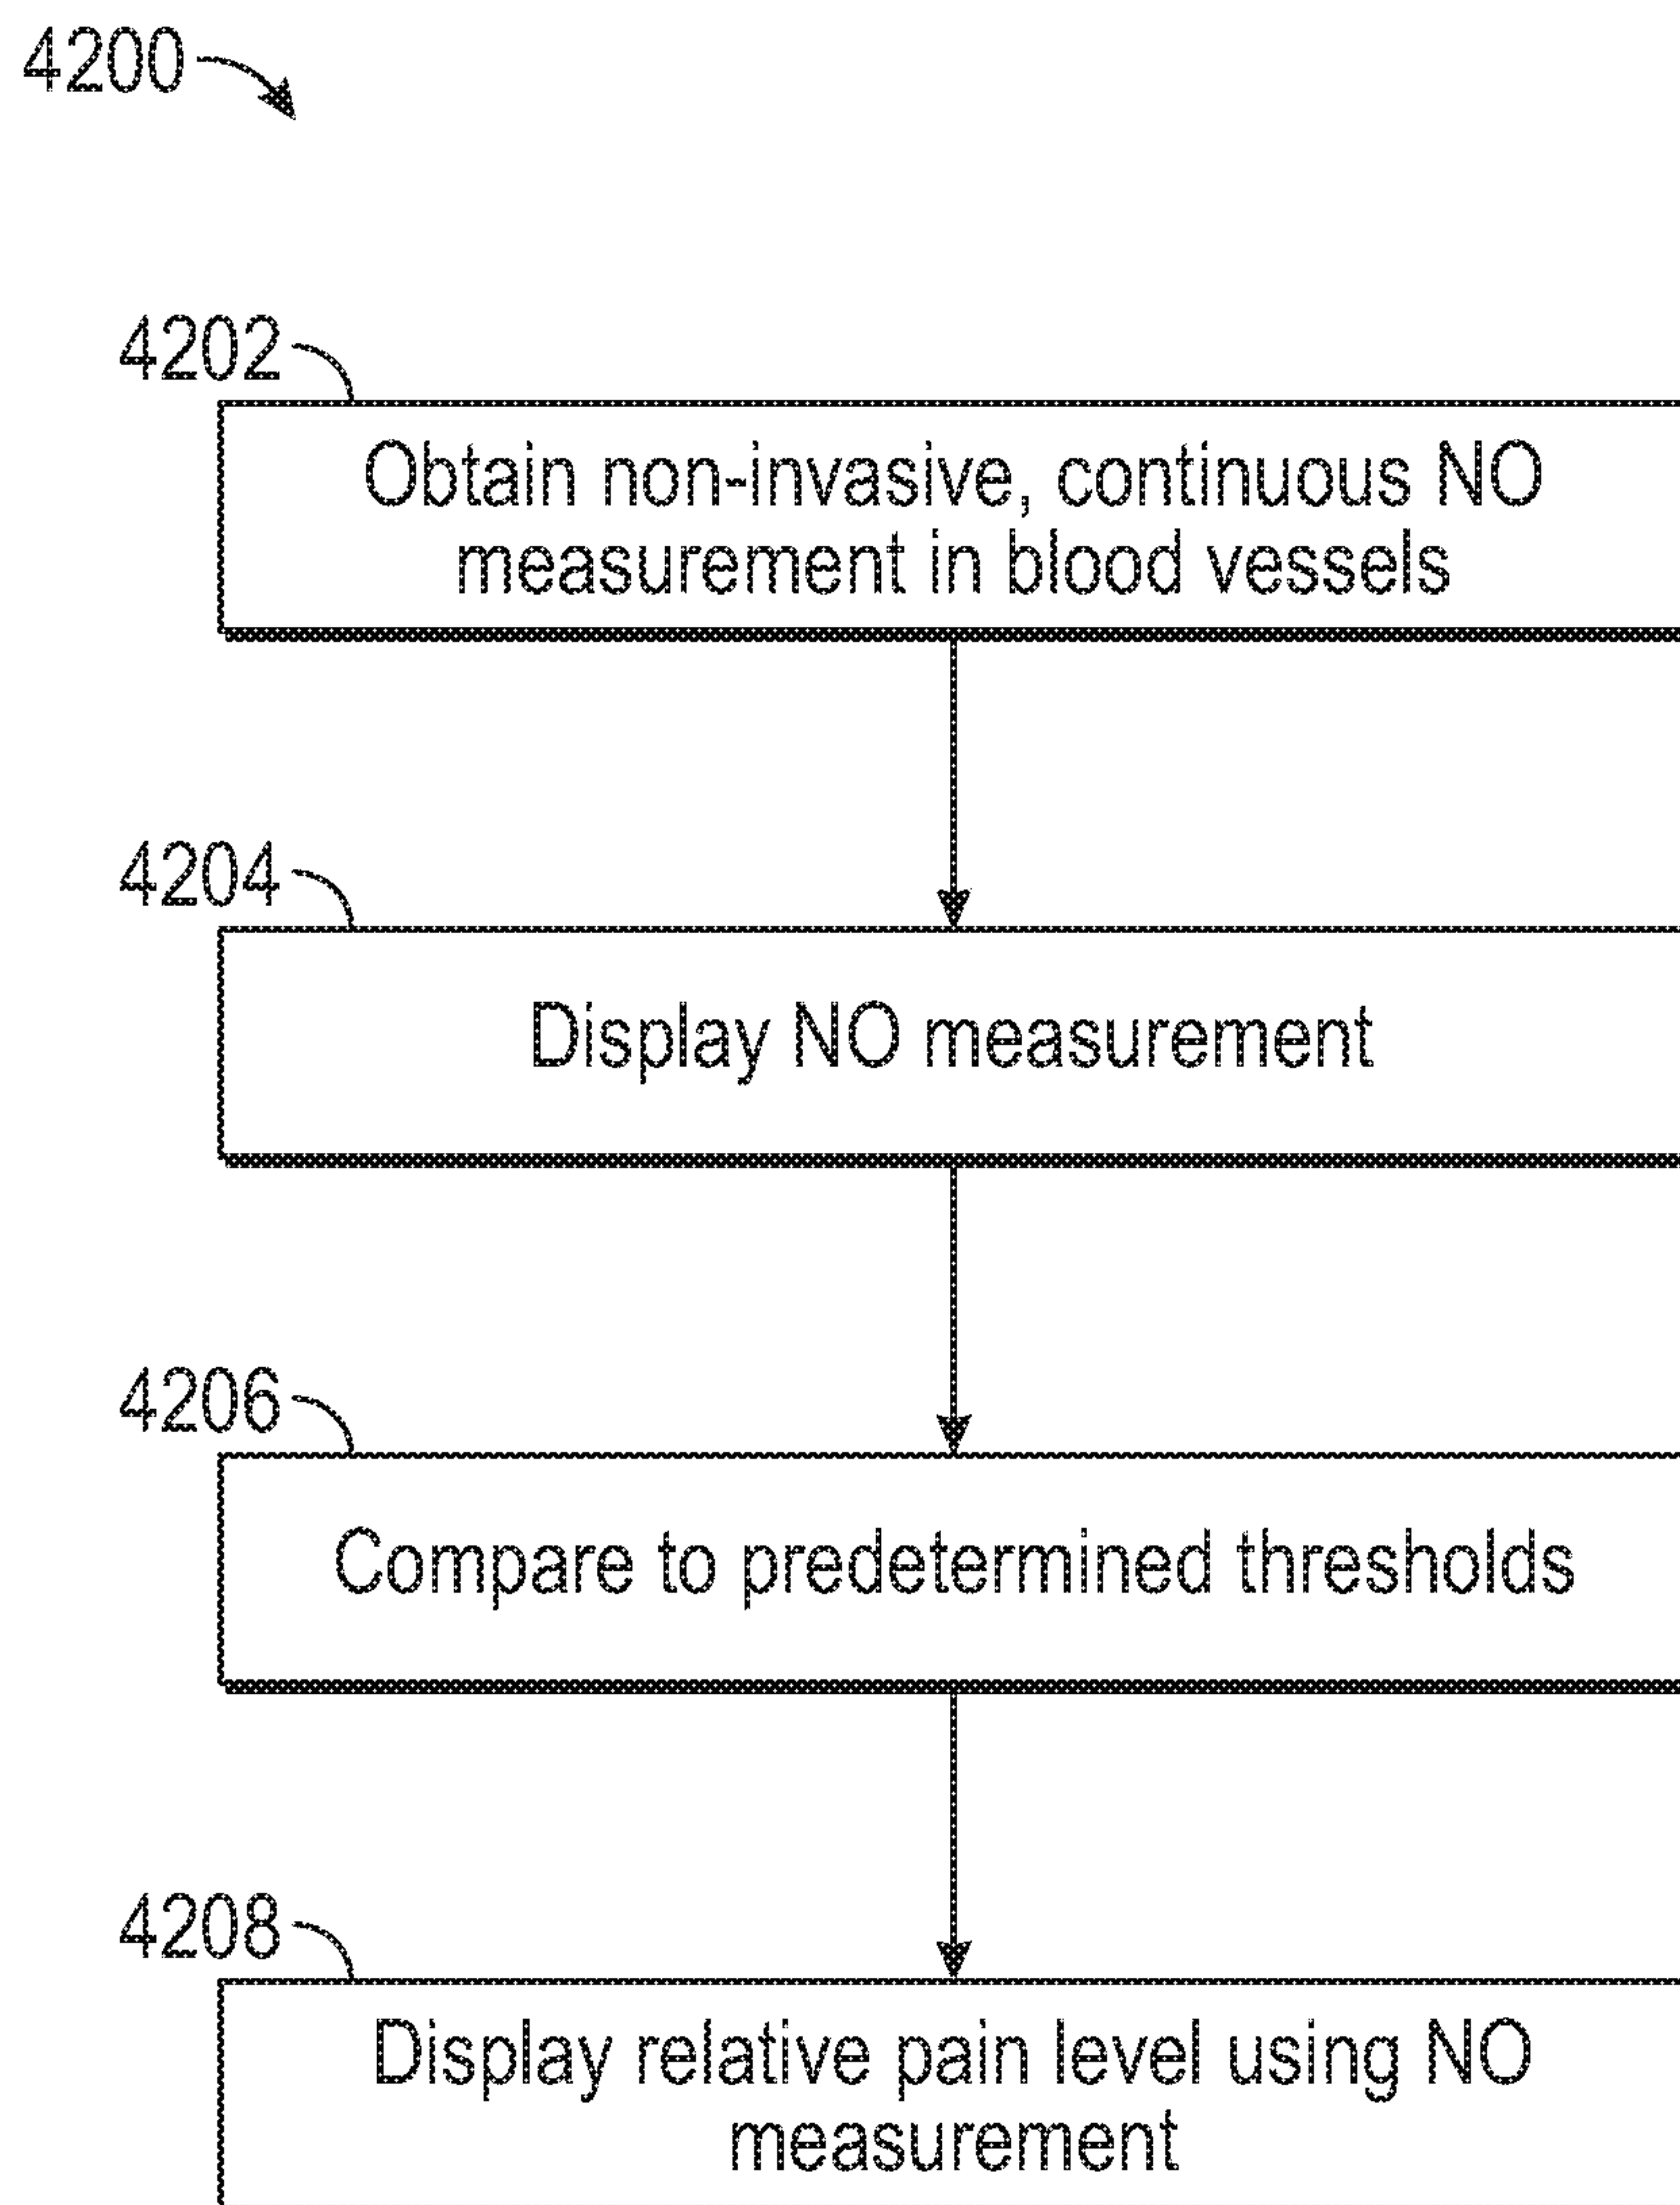 4200
4202
Obtain non-invasive, continuous NO
measurement in blood vessels
4204
Display NO measurement
4206
Compare to predetermined thresholds
4208
Display relative pain level using NO
measurement